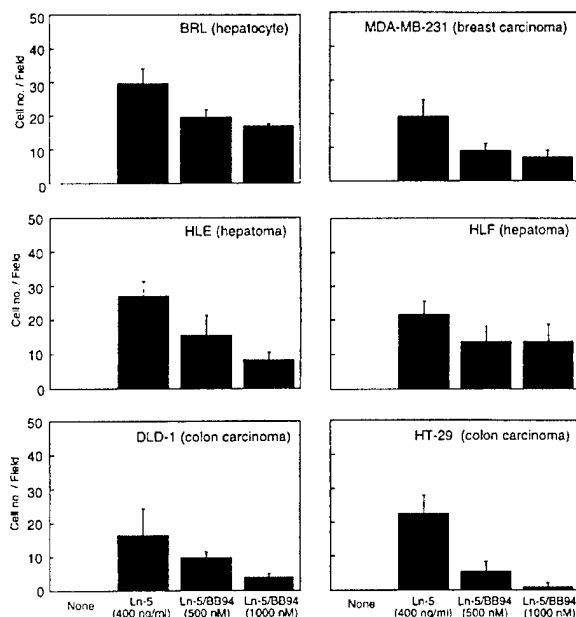 BRL (hepatocyte)
MDA-MB-231 (breast carcinoma)
50
40
30
20
10
0
Cell no. / Field
HLE (hepatoma)
HLF (hepatoma)
50
40
30
20
10
0
Cell no. / Field
DLD-1 (colon carcinoma)
HT-29 (colon carcinoma)
50
40
30
20
10
0
Cell no. / Field
None
Ln-5
(400 ng/ml)
Ln-5/BB94
(500 nM)
Ln-5/BB94
(1000 nM)
None
Ln-5
(400 ng/ml)
Ln-5/BB94
(500 nM)
Ln-5/BB94
(1000 nM)